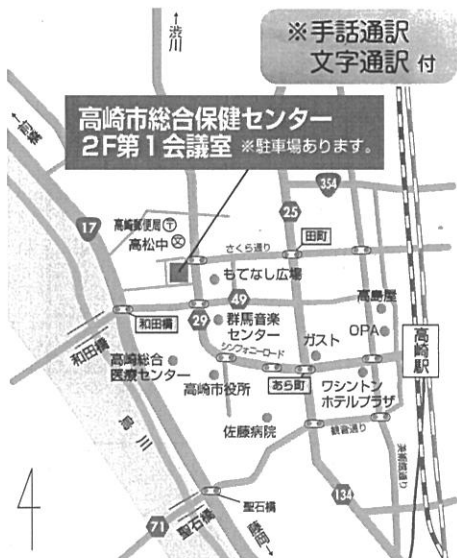 ※手話通訳
文字通訳 付
→渋川
高崎市総合保健センター
2F第1会議室 ※駐車場あります。
→前橋
354
17
25
高崎郵便局
高松中
さくら通り
田町
もてなし広場
49
高島屋
和田橋
29
群馬音楽
センター
OPA
ガスト
高崎駅
和田橋
シンフォニーロード
高崎総合
医療センター
高崎市役所
あら町
ワシントン
ホテルプラザ
烏川
佐藤病院
観音通り
聖石橋
134
71
聖石橋
藤岡→